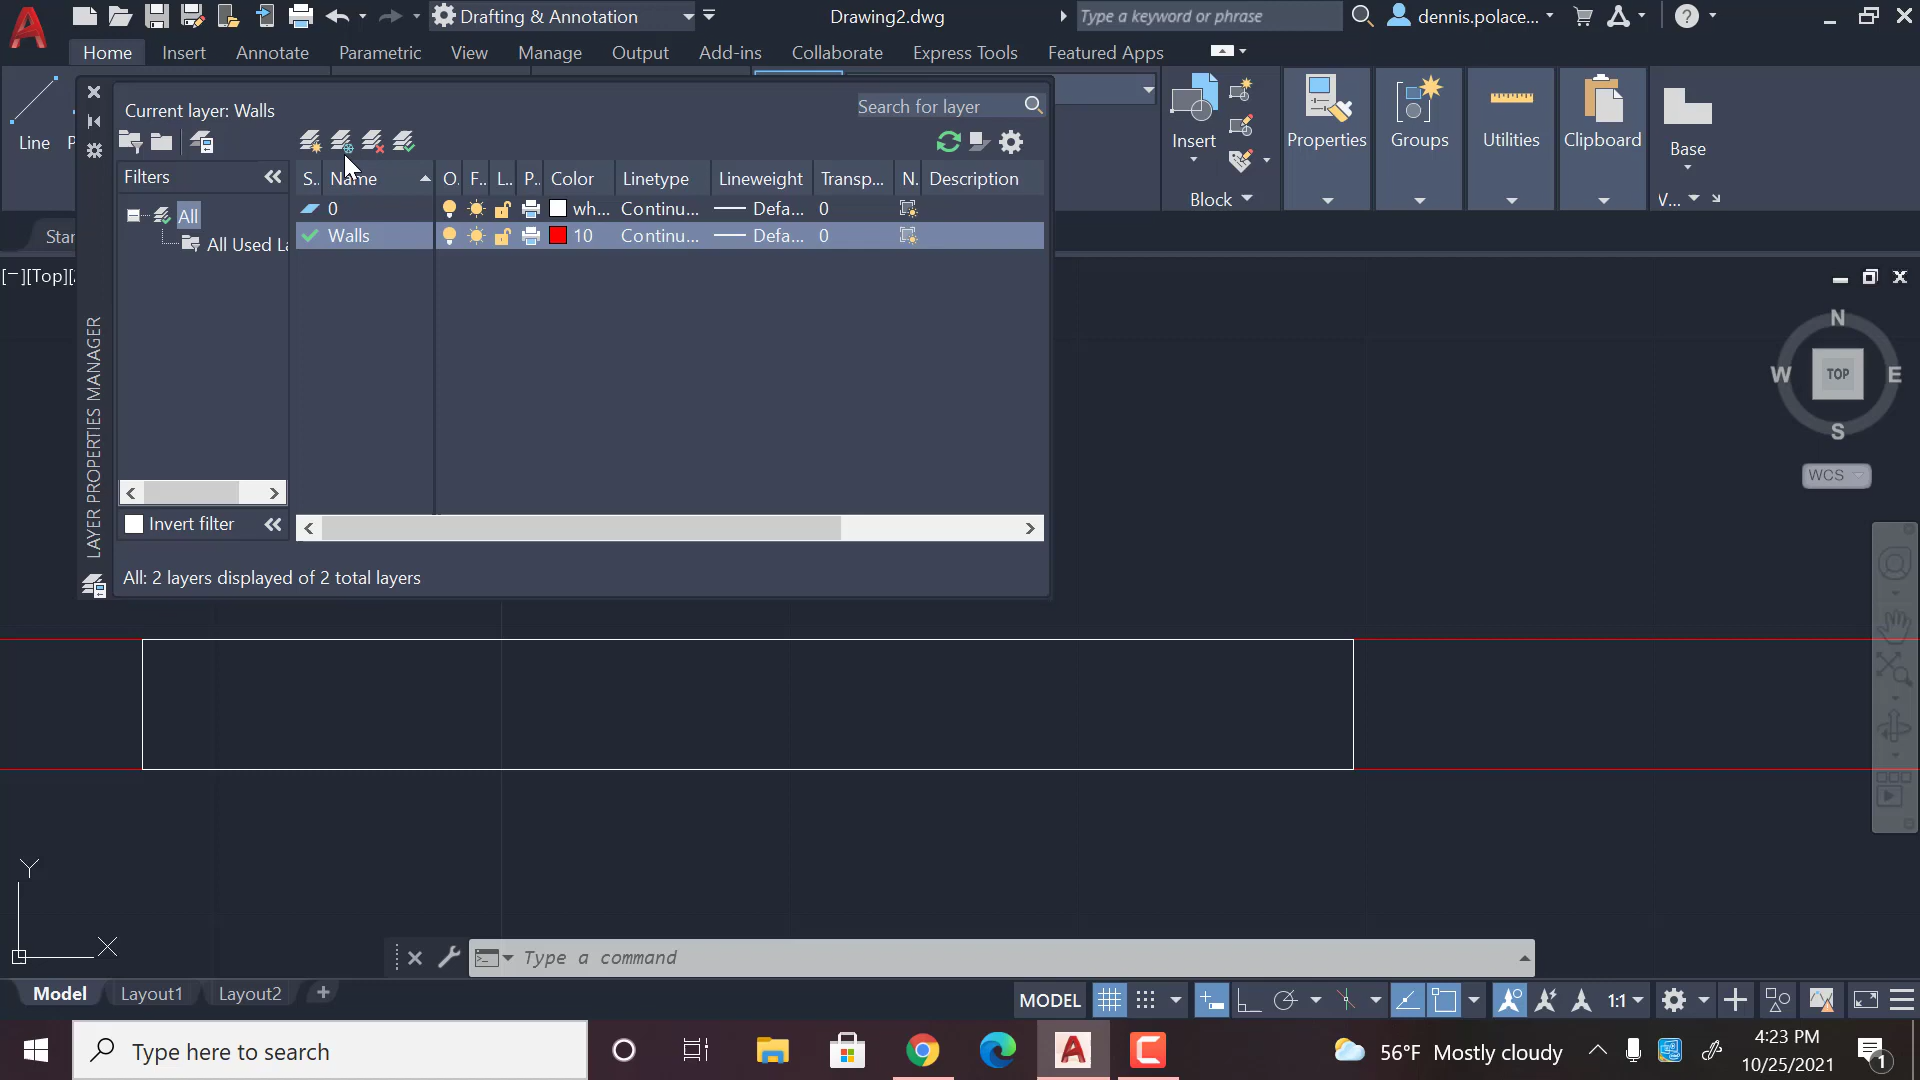 Drafting & Annotation
Drawing2.dwg
Type a keyword or phrase
dennis.polace...
Home
Insert
Annotate
Parametric
View
Manage
Output
Add-ins
Collaborate
Express Tools
Featured Apps
Line
P
Insert
Block
Properties
Groups
Utilities
Clipboard
Base
V...
Star
Current layer: Walls
Search for layer
Filters
All
All Used La
Invert filter
S.. Name O. F.. L.. P.. Color Linetype Lineweight Transp... N. Description
0 wh... Continu... Defa... 0
Walls 10 Continu... Defa... 0
All: 2 layers displayed of 2 total layers
LAYER PROPERTIES MANAGER
[−][Top][
N
W TOP E
S
WCS
Y
X
Type a command
Model
Layout1
Layout2
MODEL
1:1
Type here to search
56°F Mostly cloudy
4:23 PM
10/25/2021
1